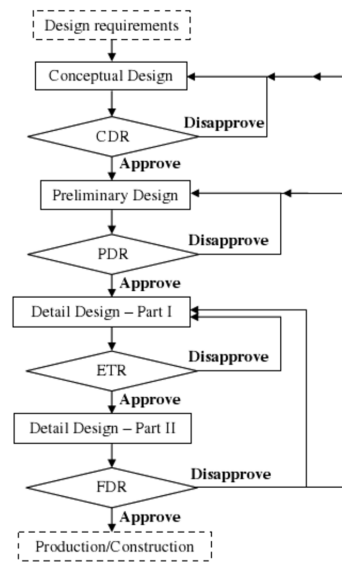 Design requirements
Conceptual Design
Disapprove
CDR
Approve
Preliminary Design
Disapprove
PDR
Approve
Detail Design – Part I
Disapprove
ETR
Approve
Detail Design – Part II
Disapprove
FDR
Approve
Production/Construction